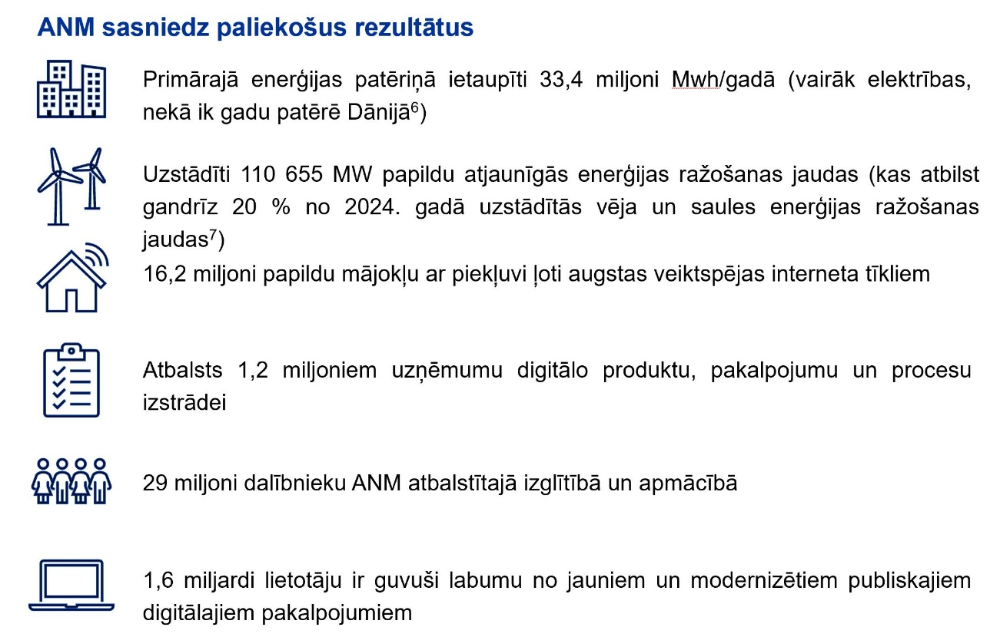 ANM sasniedz paliekošus rezultātus
Primārajā enerģijas patēriņā ietaupīti 33,4 miljoni Mwh/gadā (vairāk elektrības,
nekā ik gadu patērē Dānijā⁶)
Uzstādīti 110 655 MW papildu atjaunīgās enerģijas ražošanas jaudas (kas atbilst
gandrīz 20 % no 2024. gadā uzstādītās vēja un saules enerģijas ražošanas
jaudas⁷)
16,2 miljoni papildu mājokļu ar piekļuvi ļoti augstas veiktspējas interneta tīkliem
Atbalsts 1,2 miljoniem uzņēmumu digitālo produktu, pakalpojumu un procesu
izstrādei
29 miljoni dalībnieku ANM atbalstītajā izglītībā un apmācībā
1,6 miljardi lietotāju ir guvuši labumu no jauniem un modernizētiem publiskajiem
digitālajiem pakalpojumiem